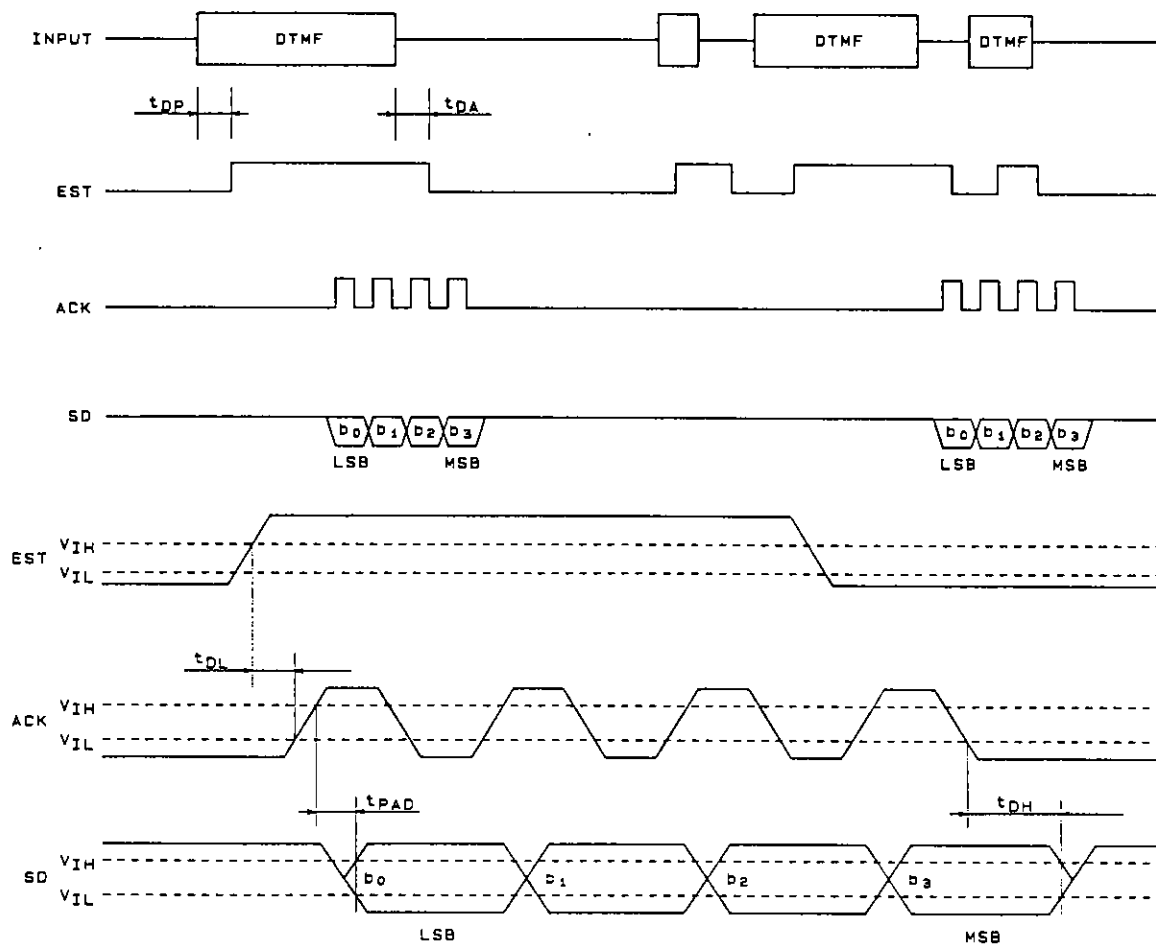 INPUT DTMF DTMF DTMF
tDP tDA
EST
ACK
SD b0 b1 b2 b3 b0 b1 b2 b3
LSB MSB LSB MSB
EST VIH
VIL
tDL
ACK VIH
VIL
tPAD tDH
SD VIH
VIL b0 b1 b2 b3
LSB MSB